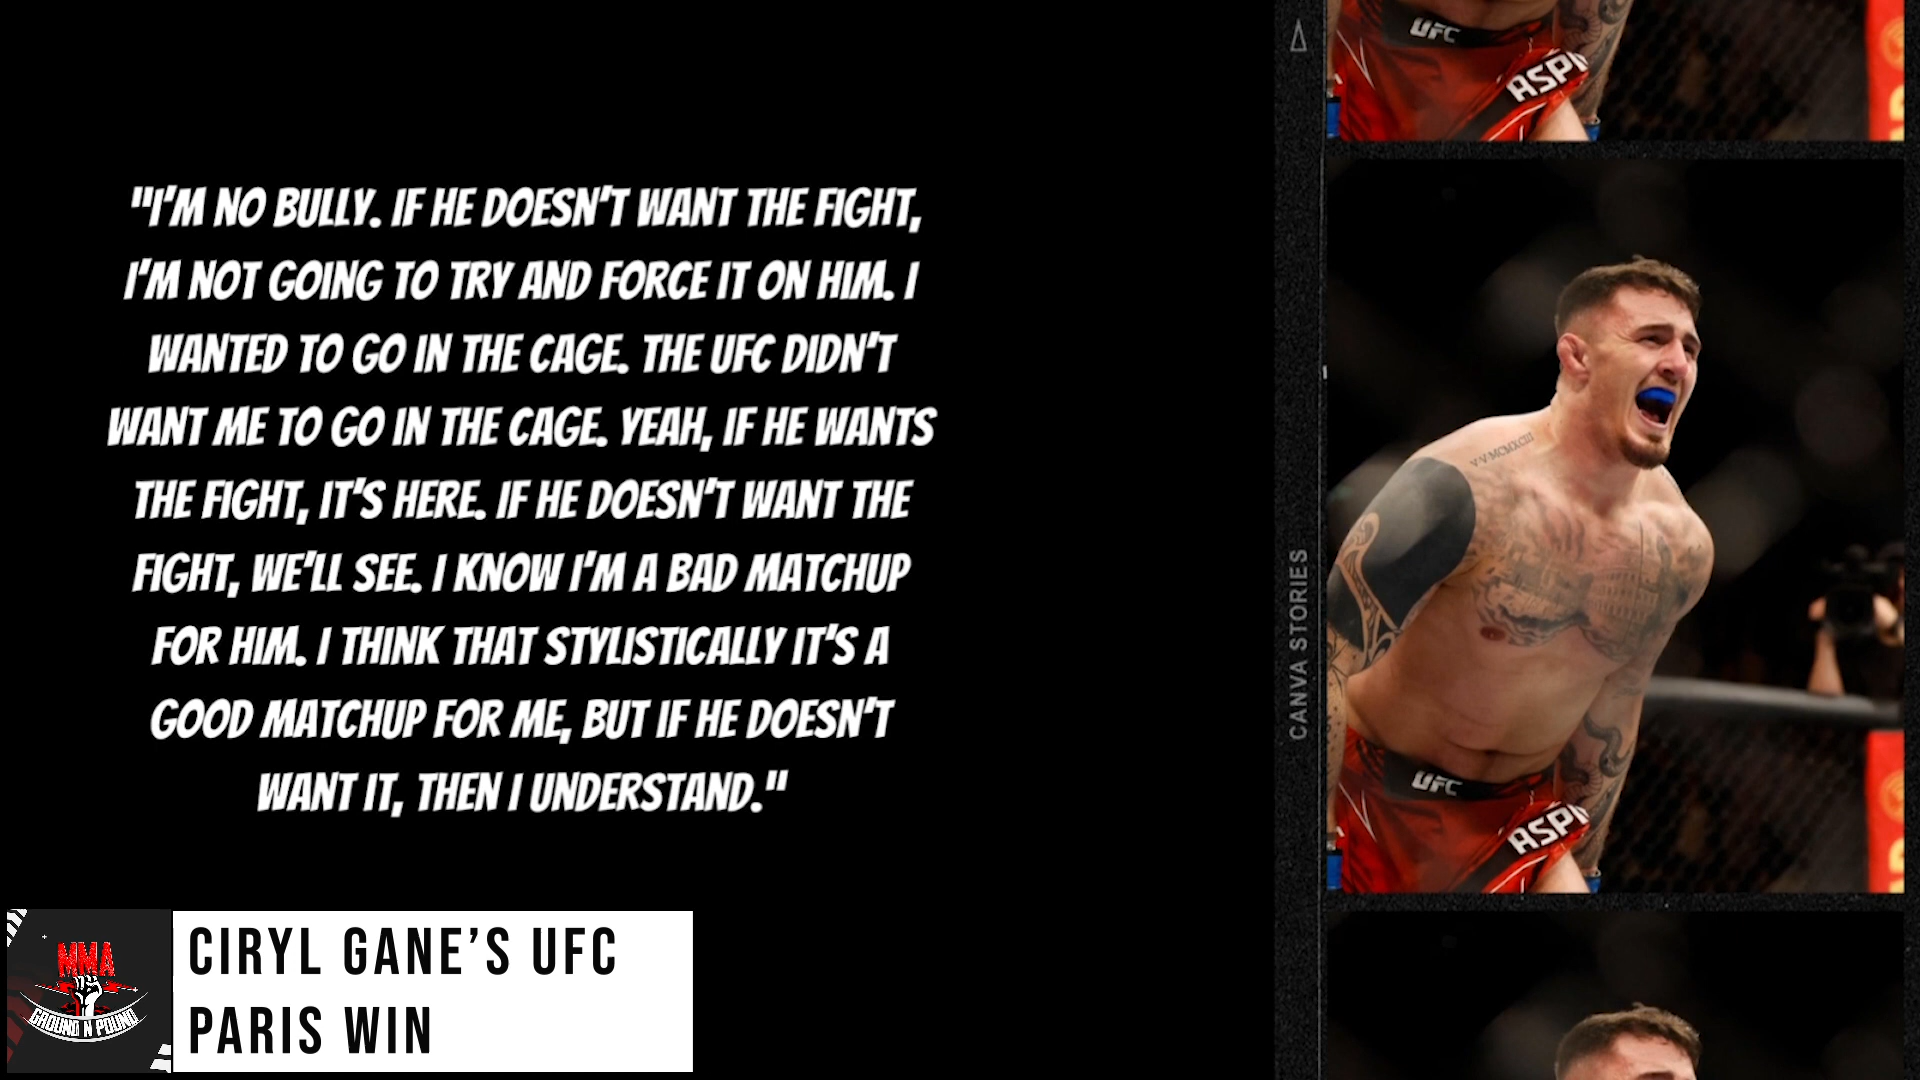 "I'M NO BULLY. IF HE DOESN'T WANT THE FIGHT,
I'M NOT GOING TO TRY AND FORCE IT ON HIM. I
WANTED TO GO IN THE CAGE. THE UFC DIDN'T
WANT ME TO GO IN THE CAGE. YEAH, IF HE WANTS
THE FIGHT, IT'S HERE. IF HE DOESN'T WANT THE
FIGHT, WE'LL SEE. I KNOW I'M A BAD MATCHUP
FOR HIM. I THINK THAT STYLISTICALLY IT'S A
GOOD MATCHUP FOR ME, BUT IF HE DOESN'T
WANT IT, THEN I UNDERSTAND."
MMA
GROUND N POUND
CIRYL GANE'S UFC
PARIS WIN
CANVA STORIES
UFC
ASPI
V·V·MCMXCIII
UFC
ASPI